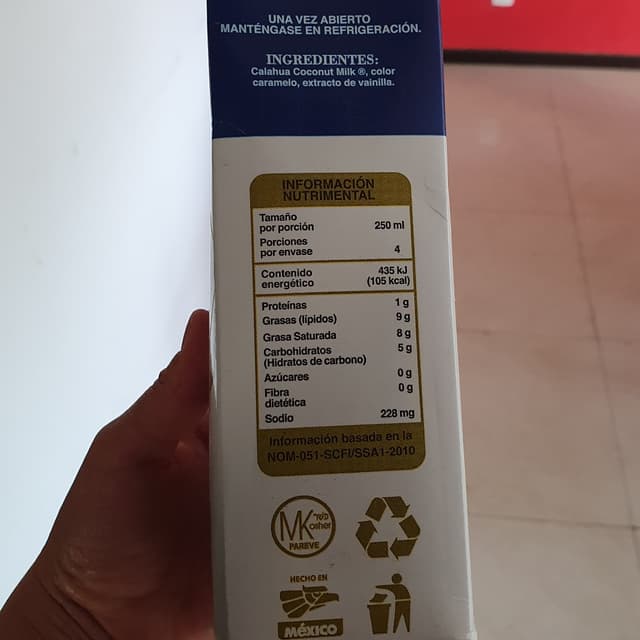 UNA VEZ ABIERTO
MANTÉNGASE EN REFRIGERACIÓN.
INGREDIENTES:
Calahua Coconut Milk ®, color
caramelo, extracto de vainilla.
INFORMACIÓN
NUTRIMENTAL
Tamaño
por porción 250 ml
Porciones
por envase 4
Contenido 435 kJ
energético (105 kcal)
Proteínas 1 g
Grasas (lípidos) 9 g
Grasa Saturada 8 g
Carbohidratos 5 g
(Hidratos de carbono)
Azúcares 0 g
Fibra 0 g
dietética
Sodio 228 mg
Información basada en la
NOM-051-SCFI/SSA1-2010
MK כשר
osher
PAREVE
HECHO EN
MÉXICO